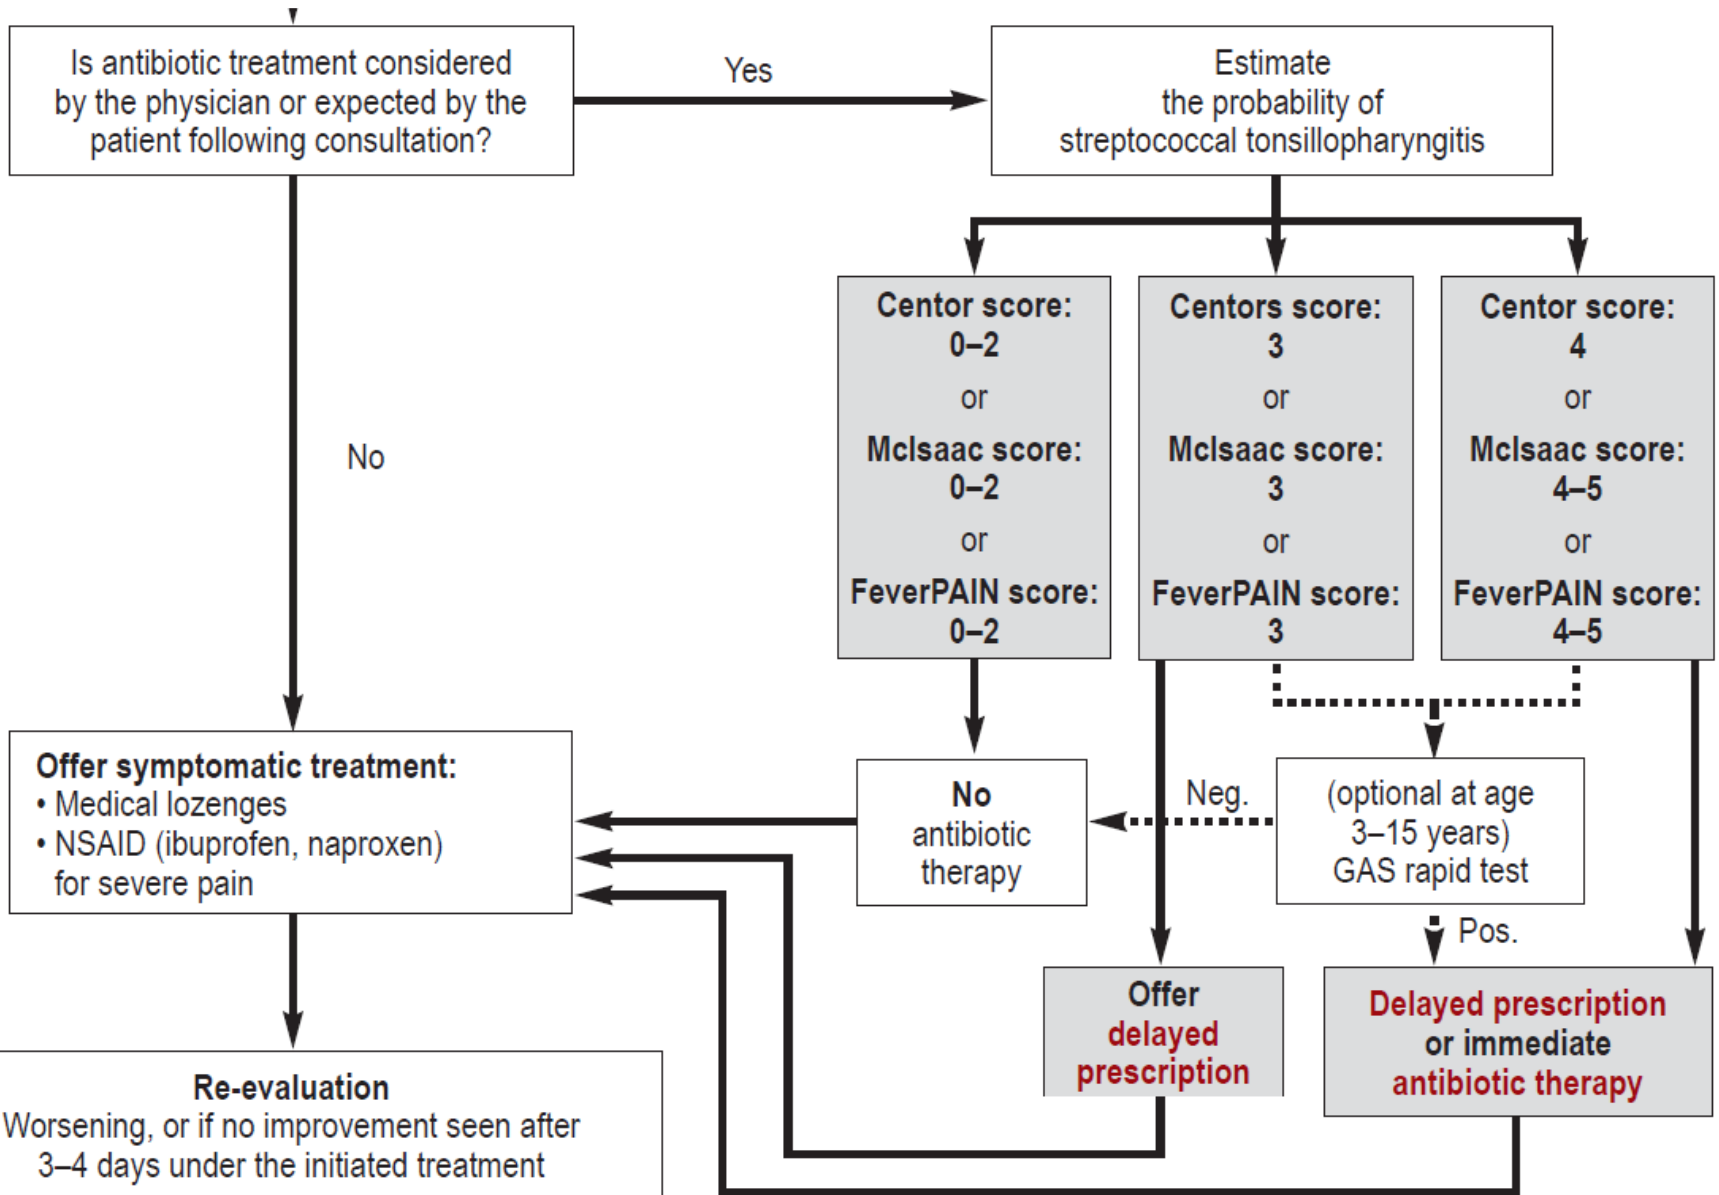 Is antibiotic treatment considered
by the physician or expected by the
patient following consultation?
Yes
Estimate
the probability of
streptococcal tonsillopharyngitis
No
Centor score:
0–2
or
McIsaac score:
0–2
or
FeverPAIN score:
0–2
Centors score:
3
or
McIsaac score:
3
or
FeverPAIN score:
3
Centor score:
4
or
McIsaac score:
4–5
or
FeverPAIN score:
4–5
Offer symptomatic treatment:
• Medical lozenges
• NSAID (ibuprofen, naproxen)
for severe pain
No
antibiotic
therapy
Neg.
(optional at age
3–15 years)
GAS rapid test
Pos.
Offer
delayed
prescription
Delayed prescription
or immediate
antibiotic therapy
Re-evaluation
Worsening, or if no improvement seen after
3–4 days under the initiated treatment